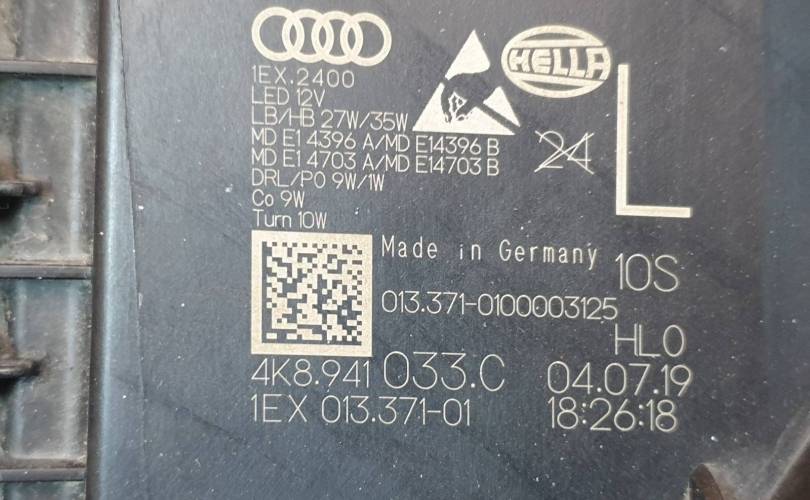 1EX.2400
HELLA
LED 12V
LB/HB 27W/35W
MD E1 4396 A/MD E14396 B
24
MD E1 4703 A/MD E14703 B
DRL/PO 9W/1W
Co 9W
L
Turn 10W
Made in Germany
10S
013.371-0100003125
HLO
4K8.941 033.C 04.07.19
1EX 013.371-01 18:26:18